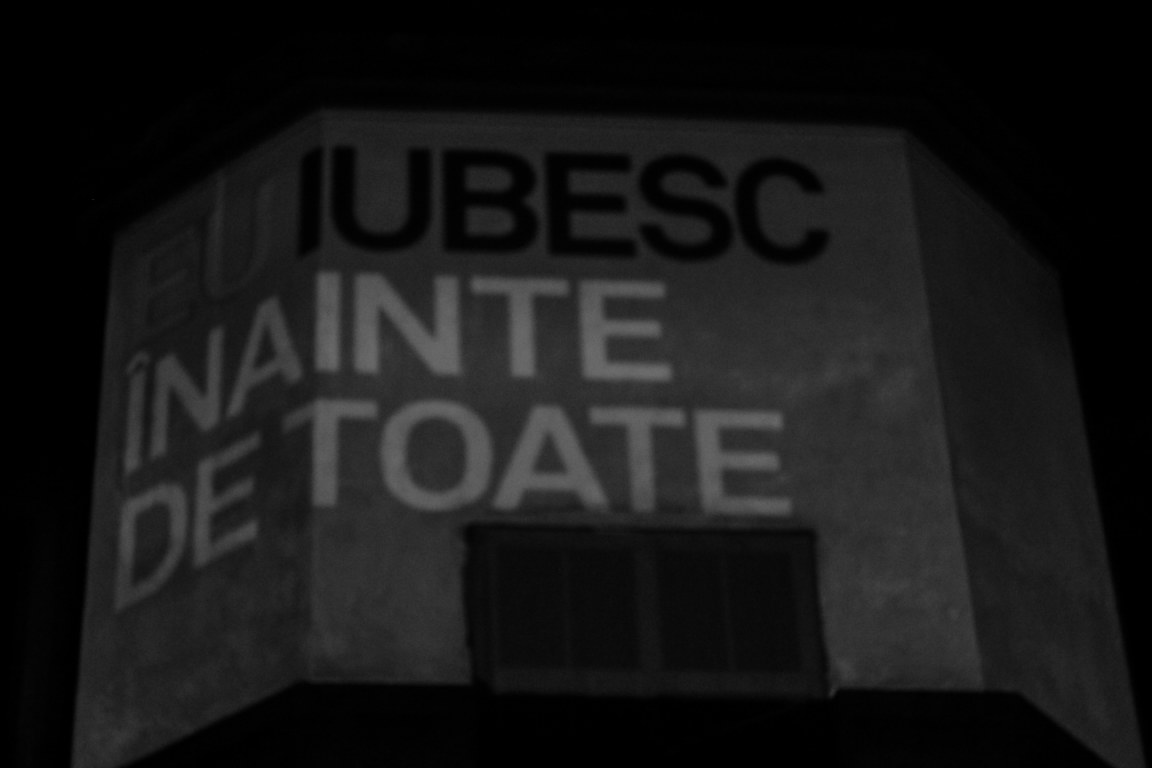 EU IUBESC
ÎNAINTE
DE TOATE